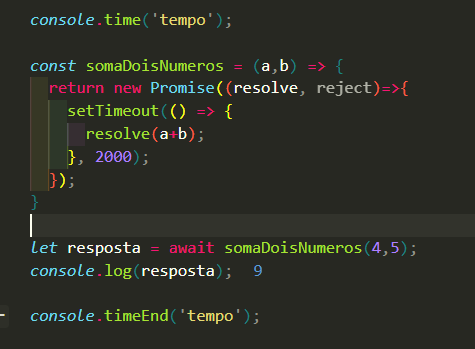 console.time('tempo');
const somaDoisNumeros = (a,b) => {
return new Promise((resolve, reject)=>{
setTimeout(() => {
resolve(a+b);
}, 2000);
});
}
let resposta = await somaDoisNumeros(4,5);
console.log(resposta); 9
console.timeEnd('tempo');